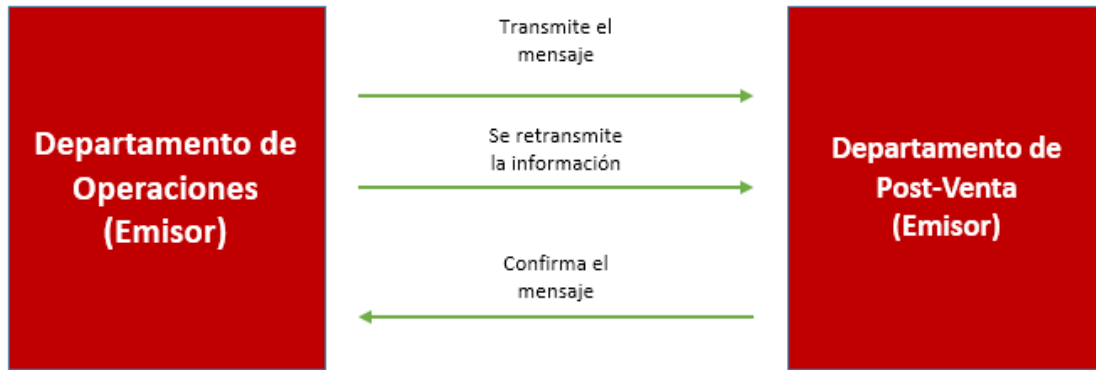 Departamento de
Operaciones
(Emisor)
Transmite el
mensaje
Se retransmite
la información
Confirma el
mensaje
Departamento de
Post-Venta
(Emisor)